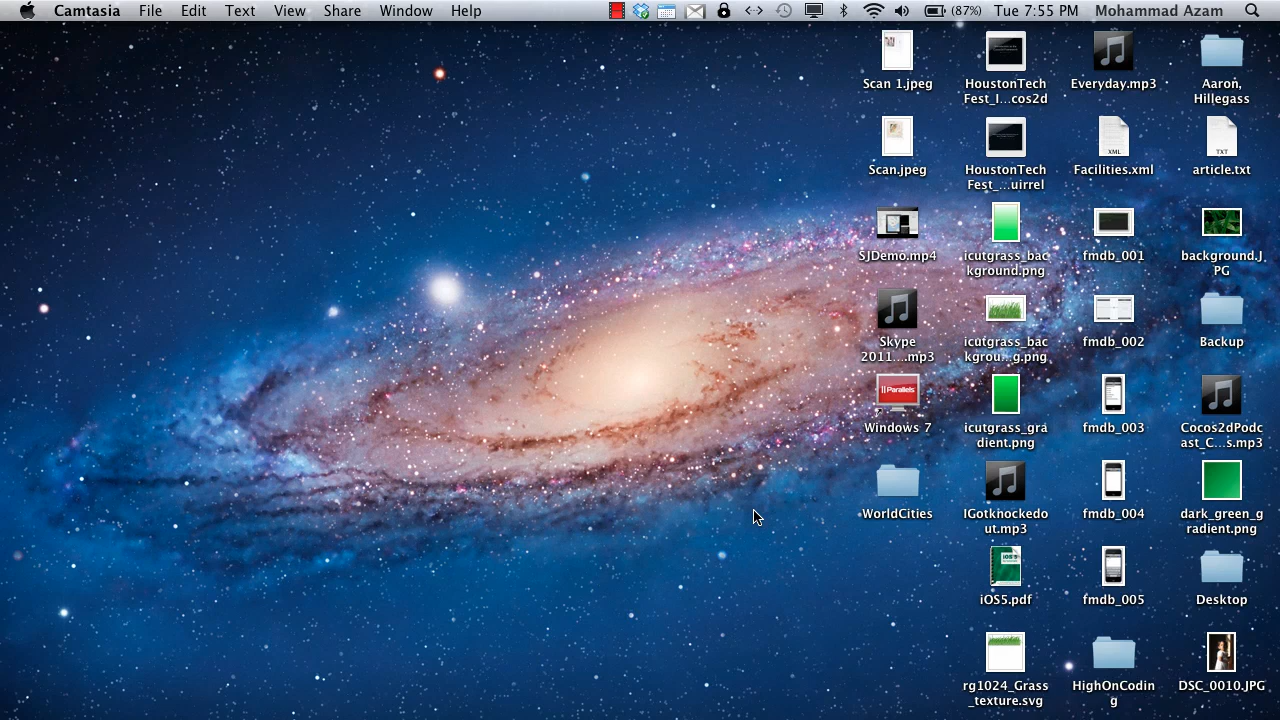 Camtasia File Edit Text View Share Window Help (87%) Tue 7:55 PM Mohammad Azam
Scan 1.jpeg
HoustonTech
Fest_I...cos2d
Everyday.mp3
Aaron,
Hillegass
Scan.jpeg
HoustonTech
Fest_...uirrel
Facilities.xml
XML
article.txt
TXT
SJDemo.mp4
icutgrass_bac
kground.png
fmdb_001
background.J
PG
Skype
2011...mp3
icutgrass_bac
kgrou...g.png
fmdb_002
Backup
Parallels
Windows 7
icutgrass_gra
dient.png
fmdb_003
Cocos2dPodc
ast_C...s.mp3
WorldCities
IGotknockedo
ut.mp3
fmdb_004
dark_green_g
radient.png
iOS 5
iOS5.pdf
fmdb_005
Desktop
rg1024_Grass
_texture.svg
HighOnCodin
g
DSC_0010.JPG